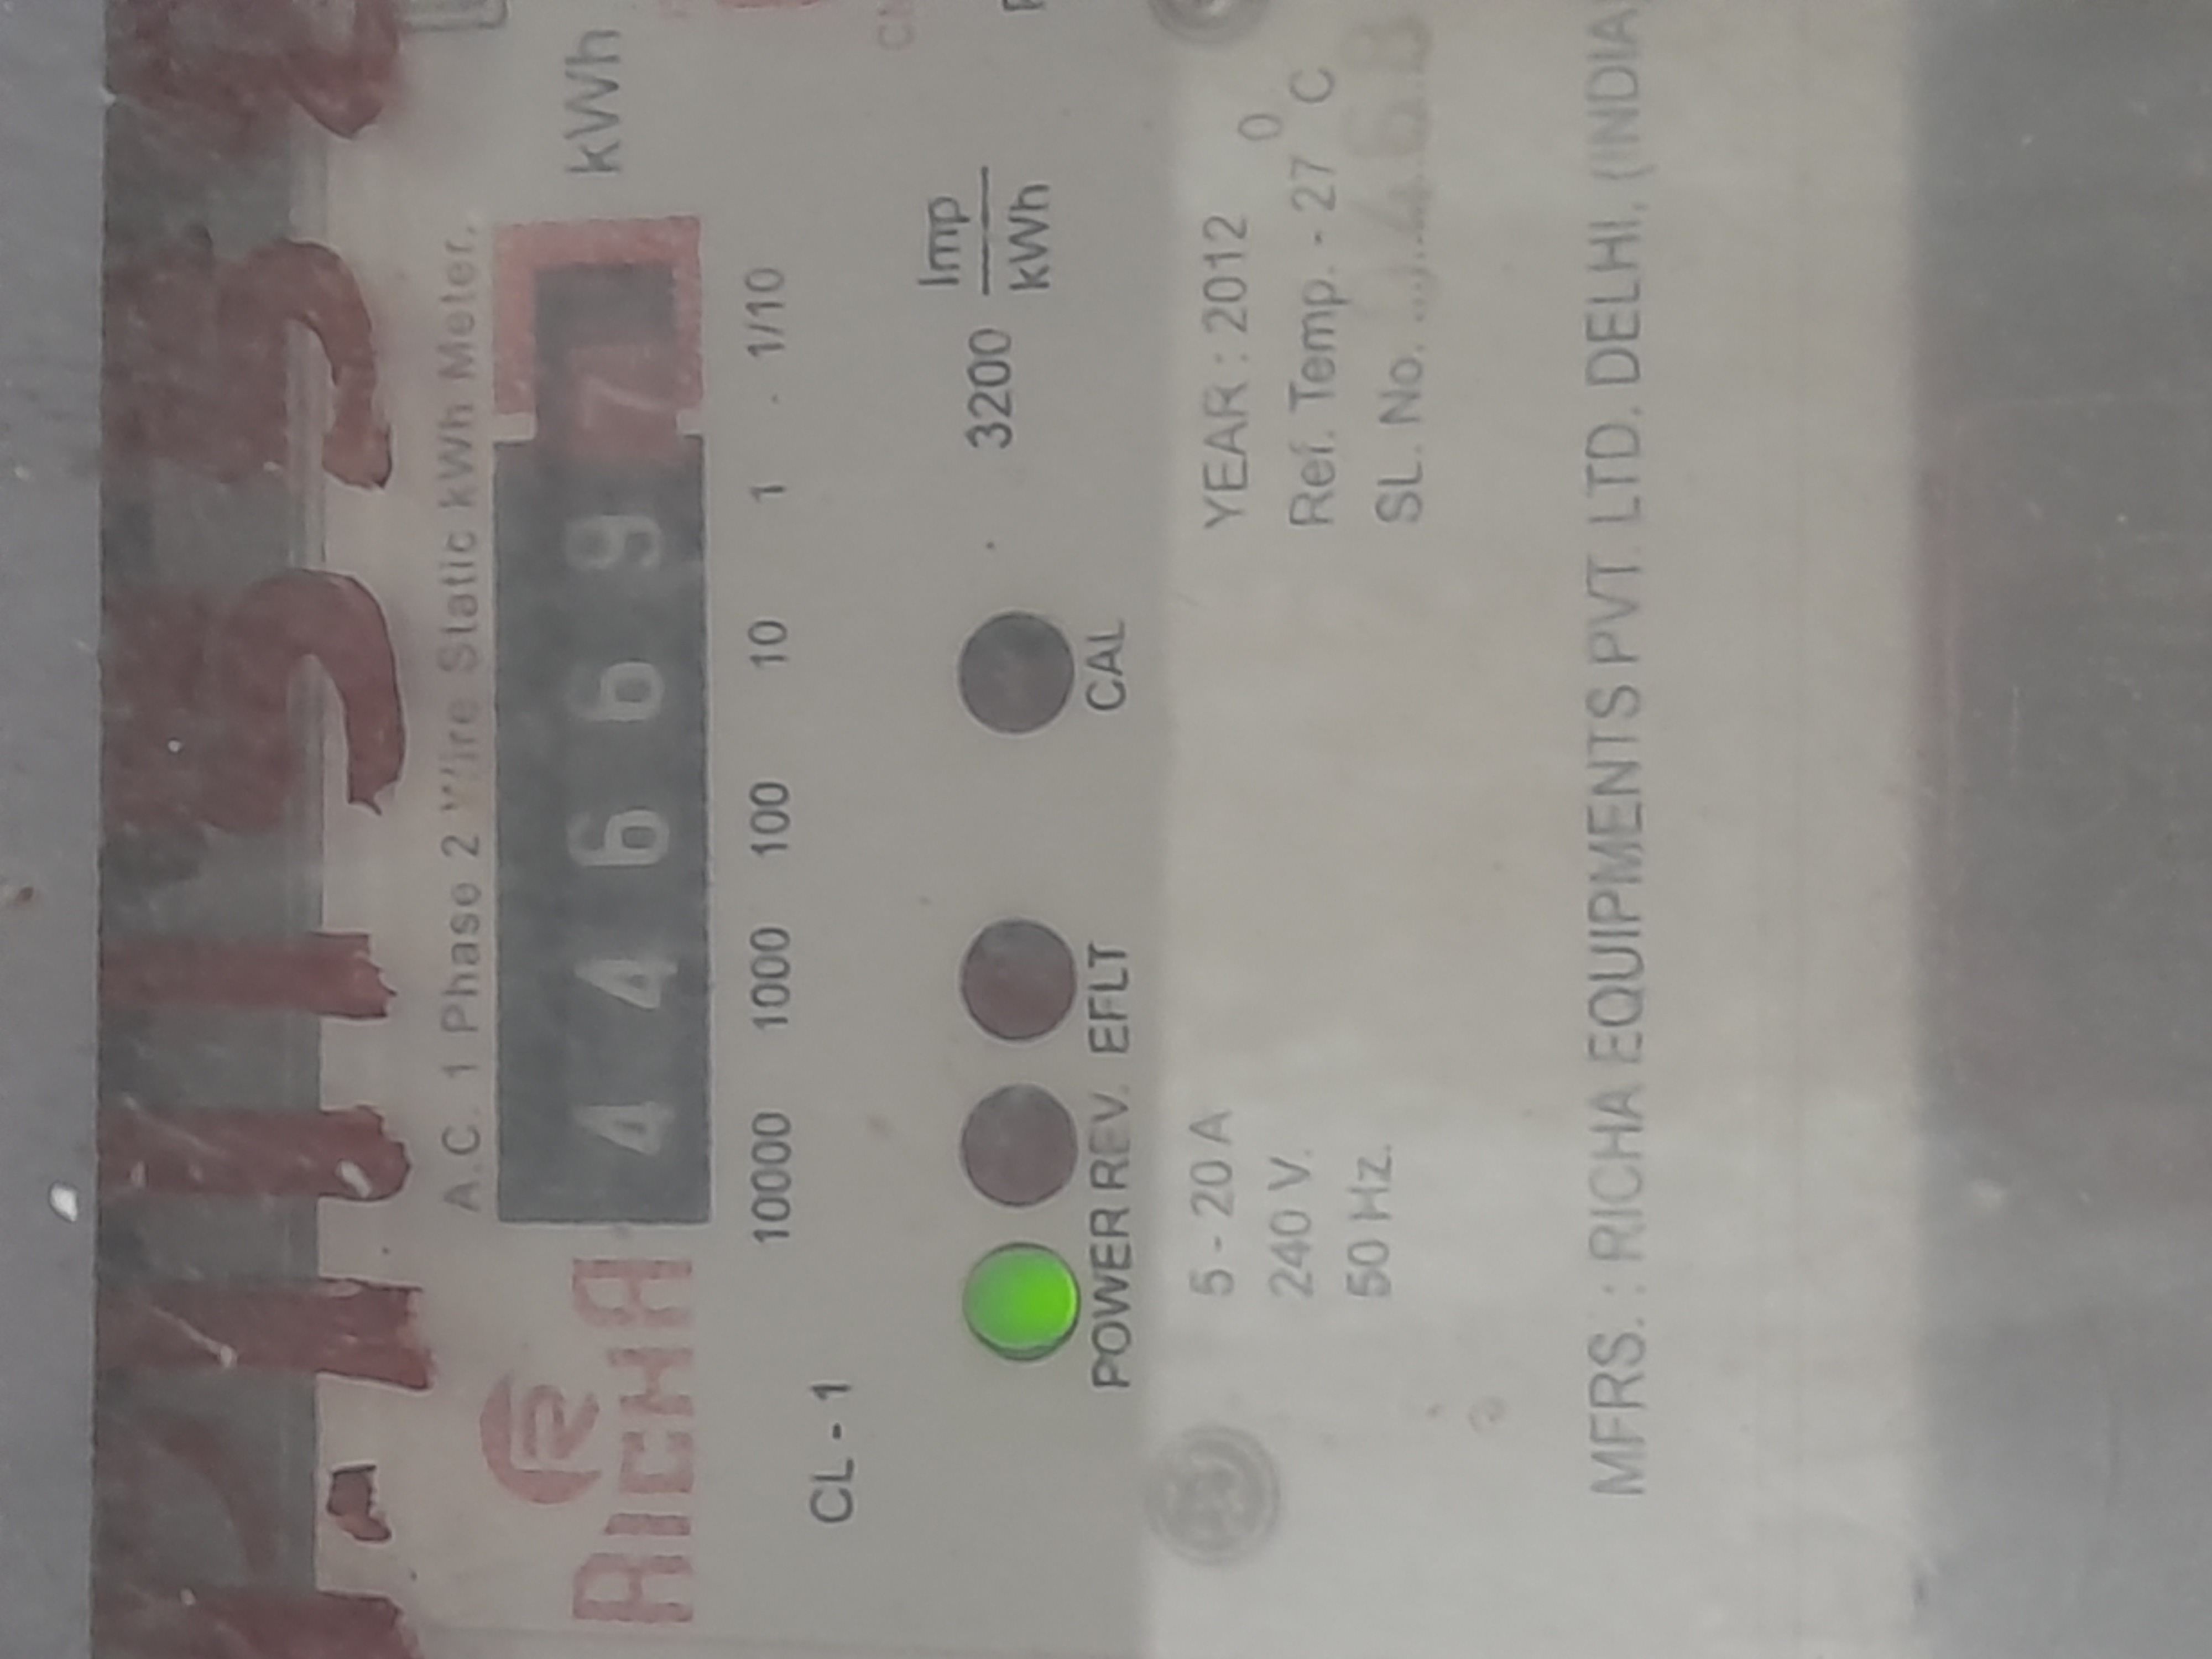 A.C. 1 Phase 2 Wire Static kWh Meter.
RICHA
4 4 6 6 9 7 kWh
10000 1000 100 10 1 . 1/10
CL - 1
3200 Imp
kWh
POWER REV. EFLT CAL
5 - 20 A YEAR : 2012
240 V. Ref. Temp. - 27 0 C
50 Hz. SL. No.
MFRS. : RICHA EQUIPMENTS PVT. LTD. DELHI, (INDIA)